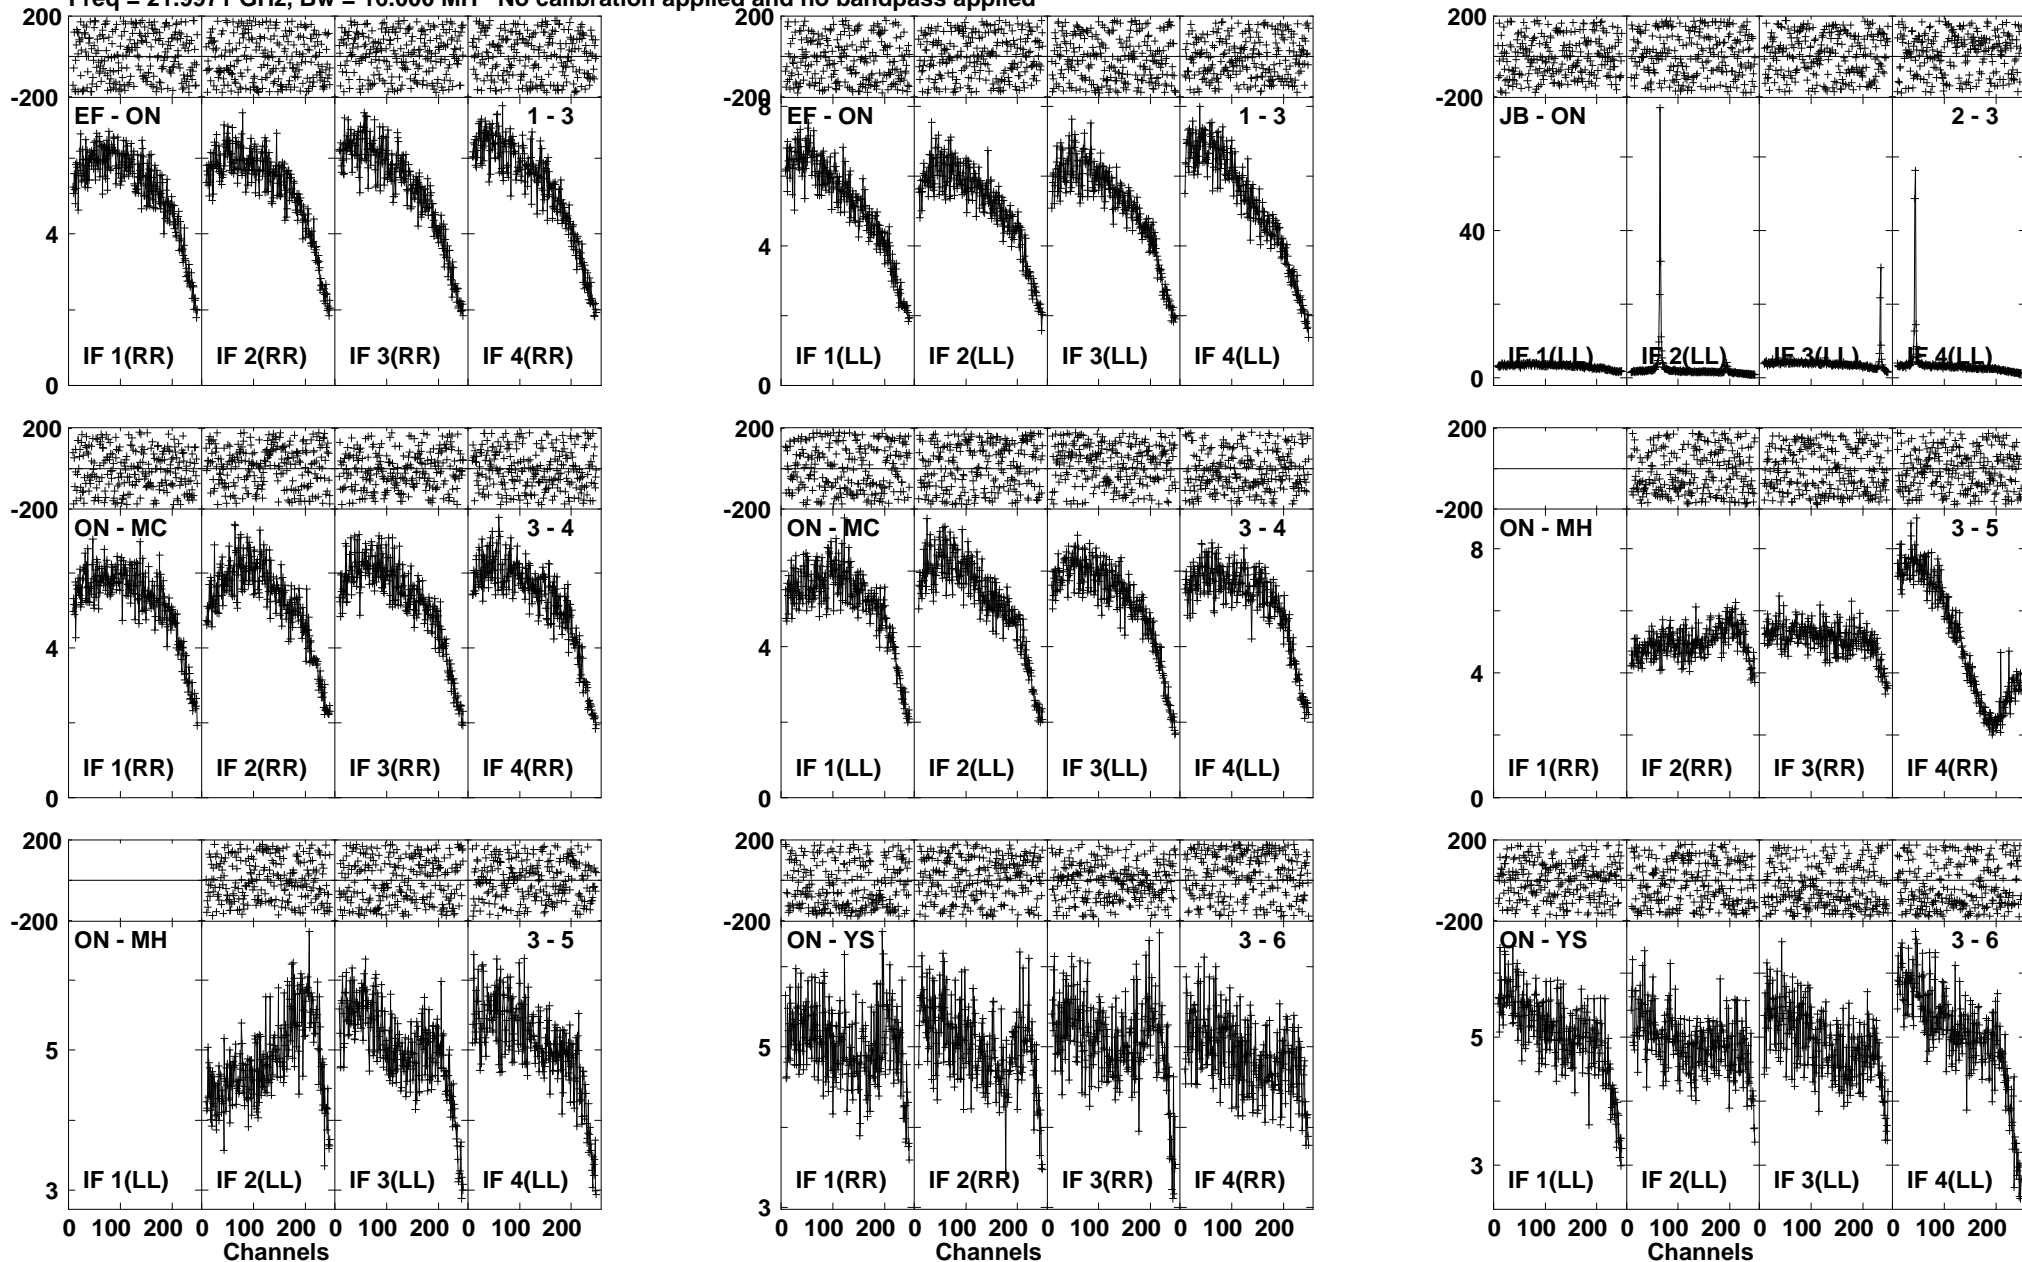 Freq = 21.9971 GHz, Bw = 16.000 MH No calibration applied and no bandpass applied
200 200 200
-200 -200 -200
EF - ON 1 - 3 8 EF - ON 1 - 3 JB - ON 2 - 3
4 4 40
IF 1(RR) IF 2(RR) IF 3(RR) IF 4(RR) IF 1(LL) IF 2(LL) IF 3(LL) IF 4(LL) IF 1(LL) IF 2(LL) IF 3(LL) IF 4(LL)
0 0 0
200 200 200
-200 -200 -200
ON - MC 3 - 4 ON - MC 3 - 4 ON - MH 3 - 5
8
4 4 4
IF 1(RR) IF 2(RR) IF 3(RR) IF 4(RR) IF 1(LL) IF 2(LL) IF 3(LL) IF 4(LL) IF 1(RR) IF 2(RR) IF 3(RR) IF 4(RR)
0 0 0
200 200 200
-200 -200 -200
ON - MH 3 - 5 ON - YS 3 - 6 ON - YS 3 - 6
5 5 5
IF 1(LL) IF 2(LL) IF 3(LL) IF 4(LL) IF 1(RR) IF 2(RR) IF 3(RR) IF 4(RR) IF 1(LL) IF 2(LL) IF 3(LL) IF 4(LL)
3 3 3
0 100 200 0 100 200 0 100 200 0 100 200 0 100 200 0 100 200 0 100 200 0 100 200 0 100 200 0 100 200 0 100 200 0 100 200
Channels Channels